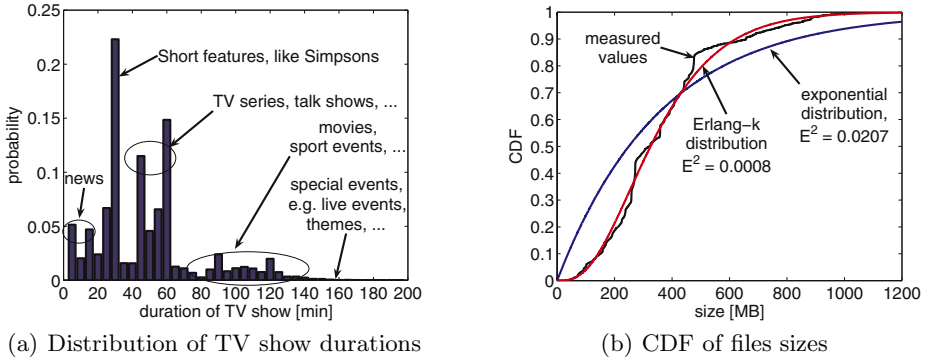 0.25
0.2
0.15
0.1
0.05
0
probability
Short features, like Simpsons
TV series, talk shows, ...
movies,
sport events, ...
news
special events,
e.g. live events,
themes, ...
0 20 40 60 80 100 120 140 160 180 200
duration of TV show [min]
(a) Distribution of TV show durations
1
0.9
0.8
0.7
0.6
0.5
0.4
0.3
0.2
0.1
0
CDF
measured
values
exponential
distribution,
E² = 0.0207
Erlang−k
distribution
E² = 0.0008
0 200 400 600 800 1000 1200
size [MB]
(b) CDF of files sizes